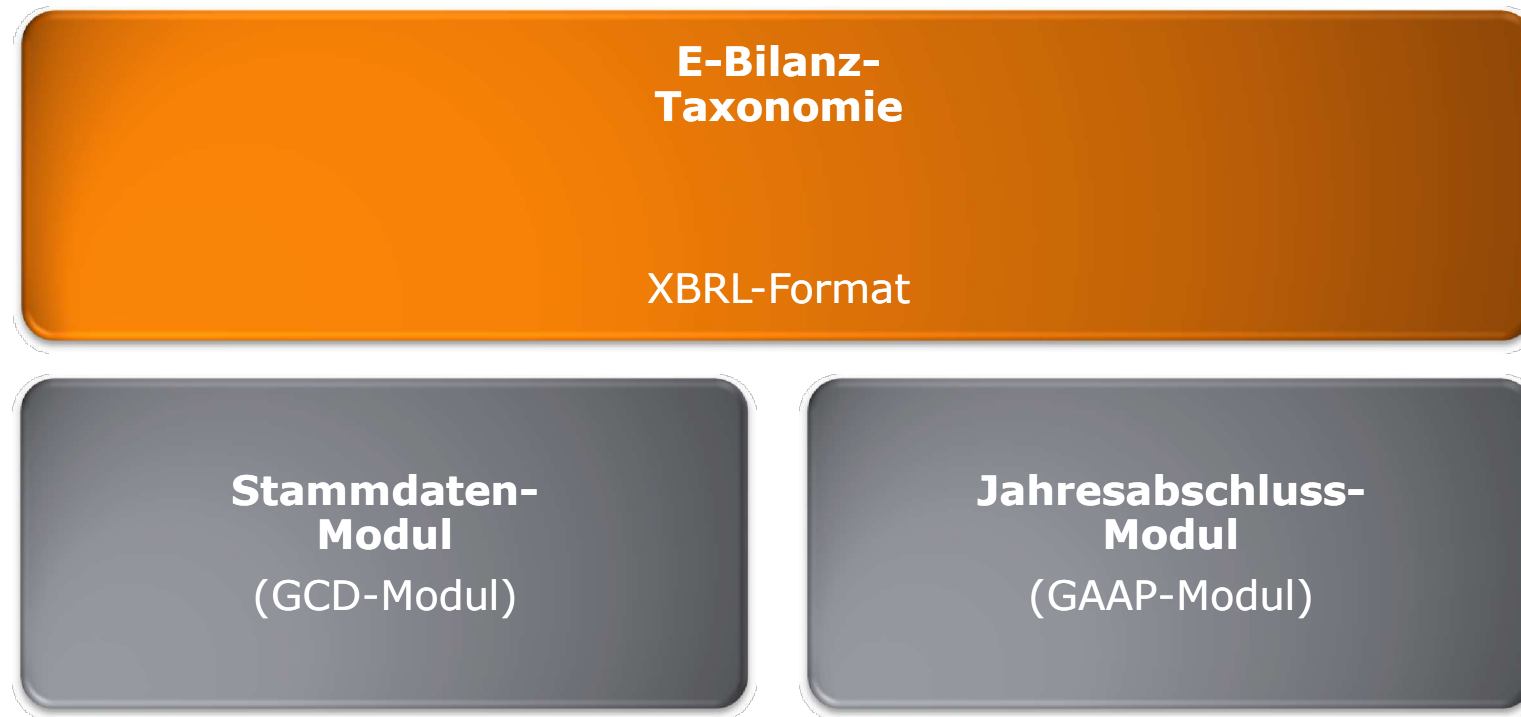 E-Bilanz-
Taxonomie
XBRL-Format
Stammdaten-
Modul
(GCD-Modul)
Jahresabschluss-
Modul
(GAAP-Modul)